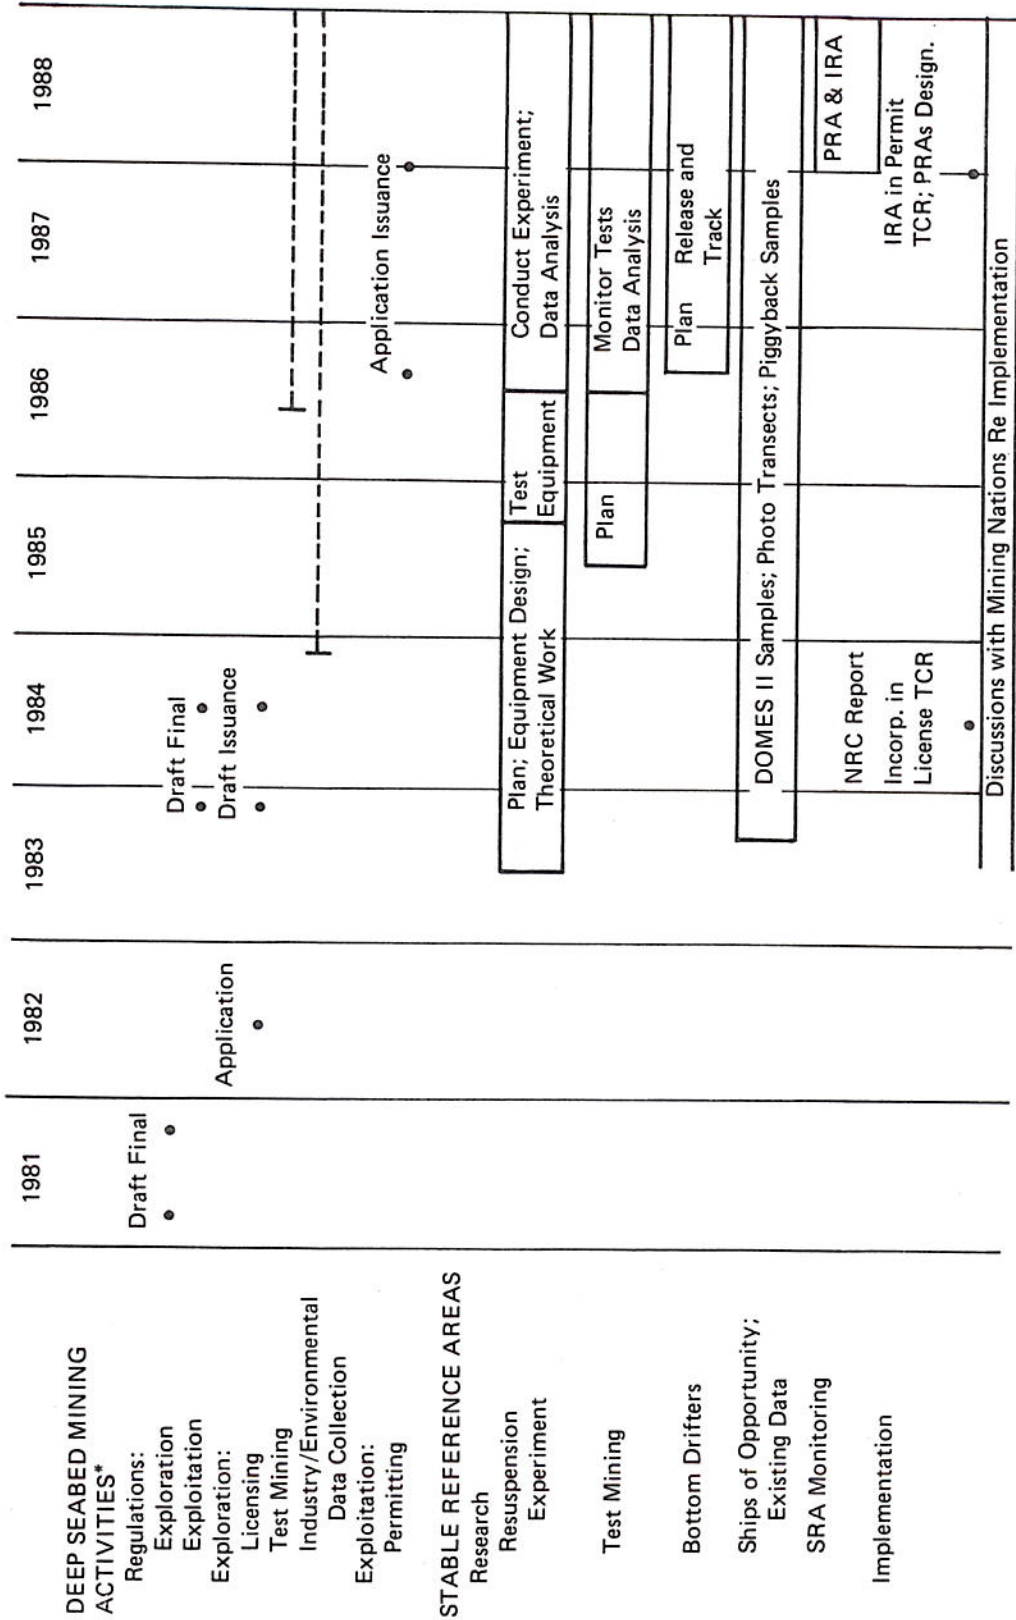 1981
1982
1983
1984
1985
1986
1987
1988
DEEP SEABED MINING
ACTIVITIES*
Regulations:
Exploration
Draft Final
Exploitation
Draft Final
Exploration:
Licensing
Application
Draft Issuance
Test Mining
Industry/Environmental
Data Collection
Exploitation:
Permitting
Application Issuance
STABLE REFERENCE AREAS
Research
Resuspension
Experiment
Plan; Equipment Design;
Theoretical Work
Test
Equipment
Conduct Experiment;
Data Analysis
Test Mining
Plan
Monitor Tests
Data Analysis
Bottom Drifters
Plan
Release and
Track
Ships of Opportunity;
Existing Data
DOMES II Samples; Photo Transects; Piggyback Samples
SRA Monitoring
PRA & IRA
Implementation
NRC Report
Incorp. in
License TCR
IRA in Permit
TCR; PRAs Design.
Discussions with Mining Nations Re Implementation